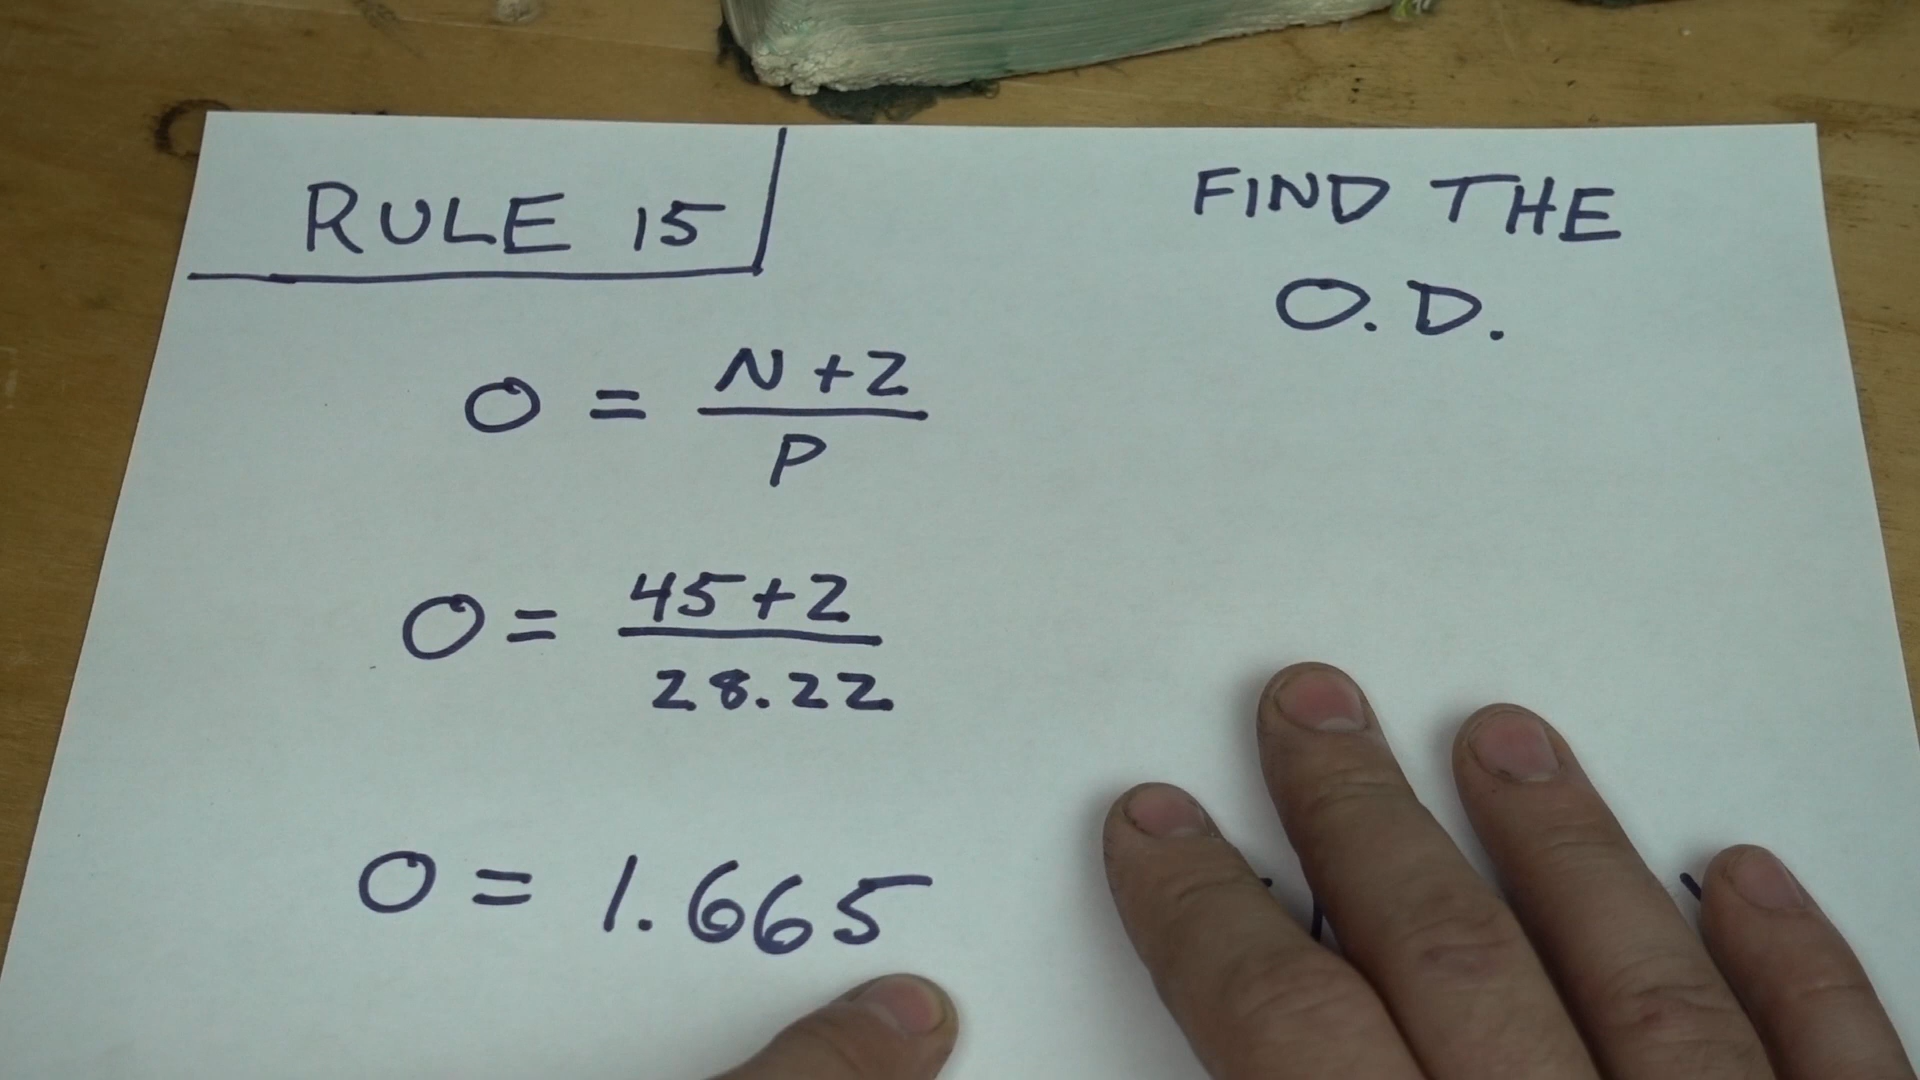 RULE 15
FIND THE
O.D.
O = N+2
P
O = 45+2
28.22
O = 1.665